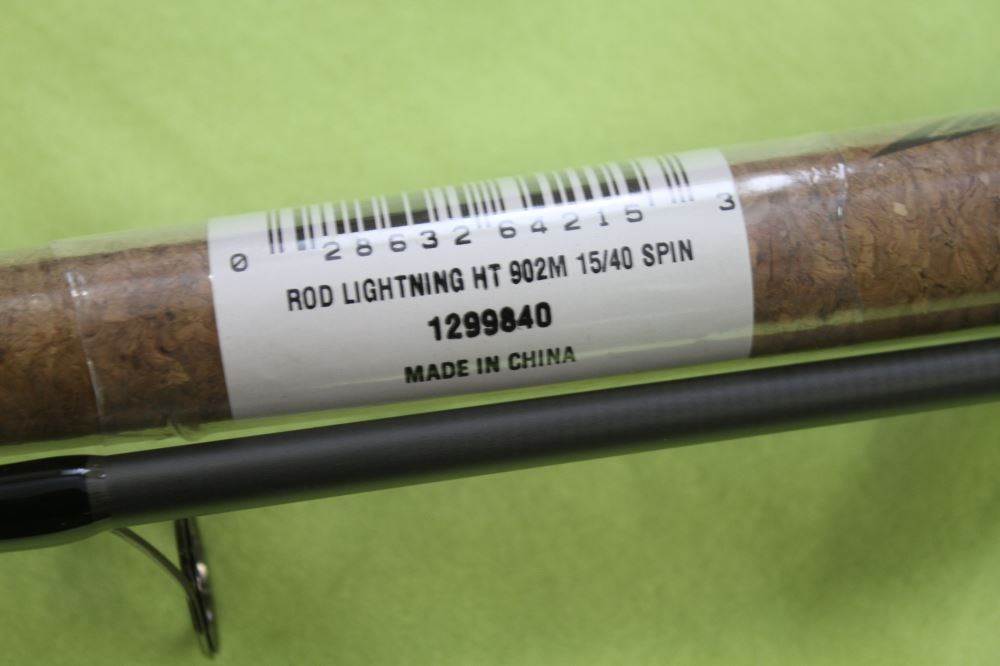 0 28632 64215 3
ROD LIGHTNING HT 902M 15/40 SPIN
1299840
MADE IN CHINA